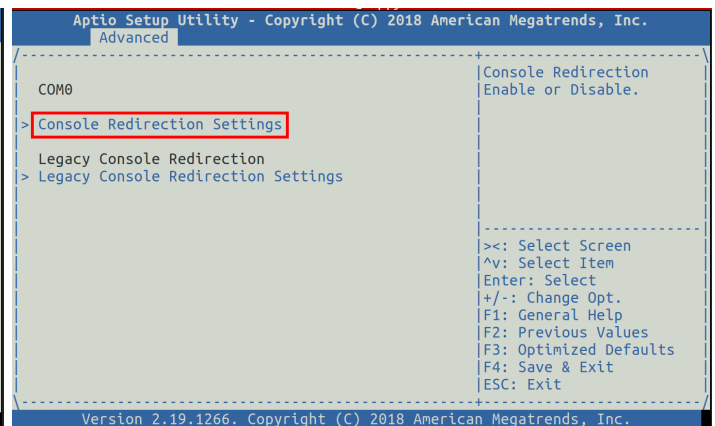 Aptio Setup Utility - Copyright (C) 2018 American Megatrends, Inc.
Advanced
/----------------------------------------------------+-------------------------\
Console Redirection
COM0 Enable or Disable.
> Console Redirection Settings
Legacy Console Redirection
> Legacy Console Redirection Settings
><: Select Screen
^v: Select Item
Enter: Select
+/-: Change Opt.
F1: General Help
F2: Previous Values
F3: Optimized Defaults
F4: Save & Exit
ESC: Exit
Version 2.19.1266. Copyright (C) 2018 American Megatrends, Inc.